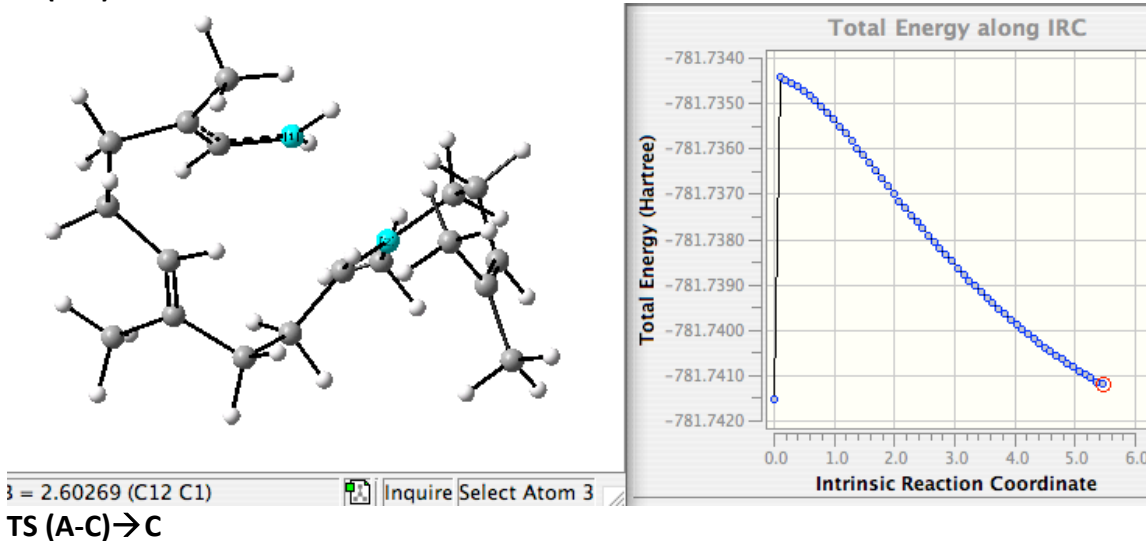 Total Energy along IRC
Total Energy (Hartree)
-781.7340
-781.7350
-781.7360
-781.7370
-781.7380
-781.7390
-781.7400
-781.7410
-781.7420
0.0 1.0 2.0 3.0 4.0 5.0 6.0
Intrinsic Reaction Coordinate
= 2.60269 (C12 C1)
Inquire
Select Atom 3
TS (A-C)→C